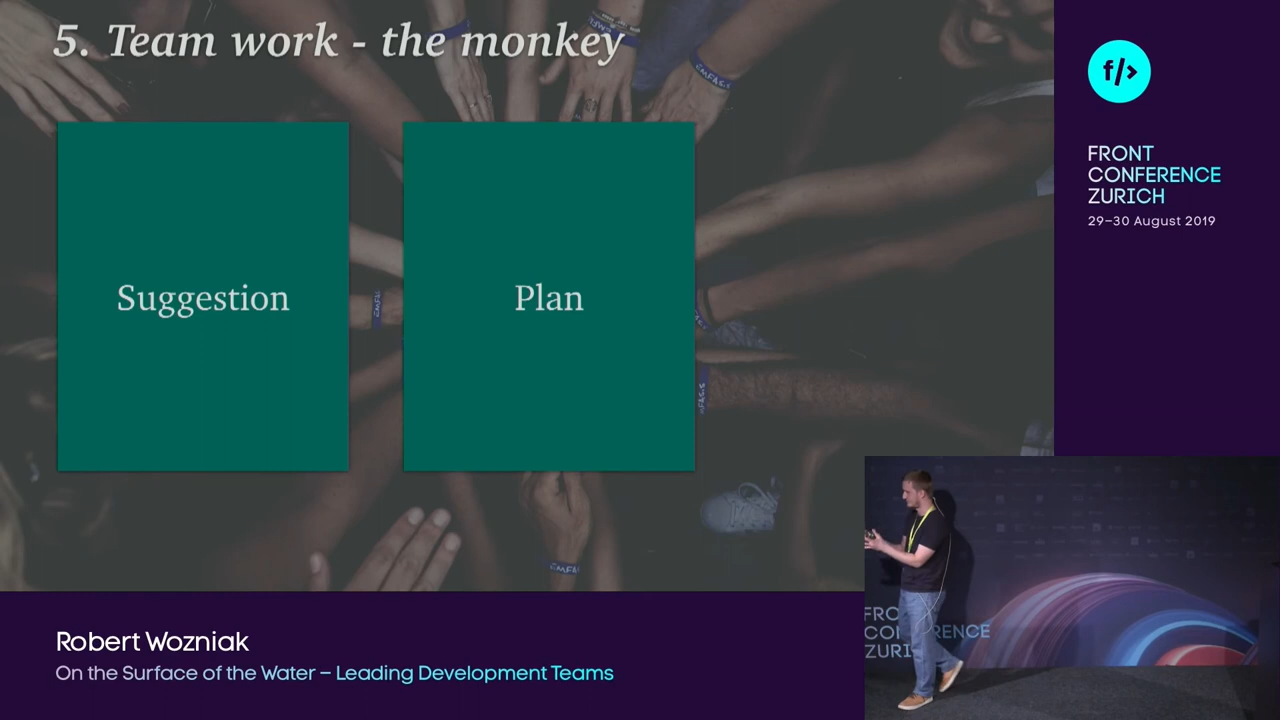 5. Team work - the monkey
Suggestion
Plan
f/>
FRONT
CONFERENCE
ZURICH
29–30 August 2019
Robert Wozniak
On the Surface of the Water – Leading Development Teams